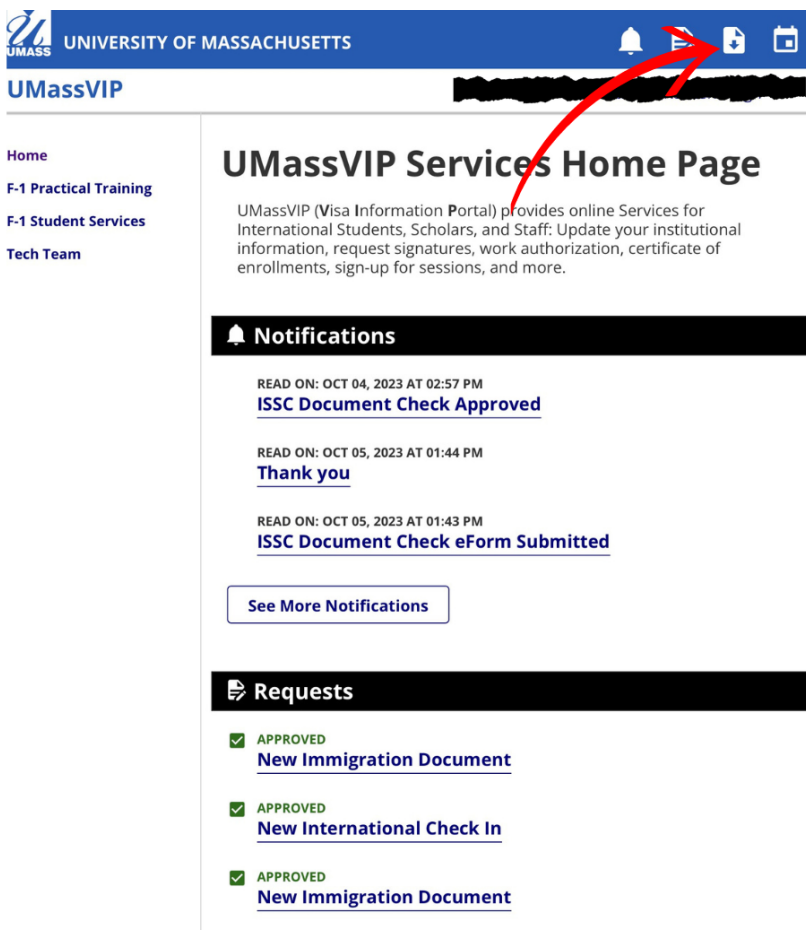 UMASS
UNIVERSITY OF MASSACHUSETTS
UMassVIP
Home
F-1 Practical Training
F-1 Student Services
Tech Team
UMassVIP Services Home Page
UMassVIP (Visa Information Portal) provides online Services for
International Students, Scholars, and Staff: Update your institutional
information, request signatures, work authorization, certificate of
enrollments, sign-up for sessions, and more.
Notifications
READ ON: OCT 04, 2023 AT 02:57 PM
ISSC Document Check Approved
READ ON: OCT 05, 2023 AT 01:44 PM
Thank you
READ ON: OCT 05, 2023 AT 01:43 PM
ISSC Document Check eForm Submitted
See More Notifications
Requests
APPROVED
New Immigration Document
APPROVED
New International Check In
APPROVED
New Immigration Document